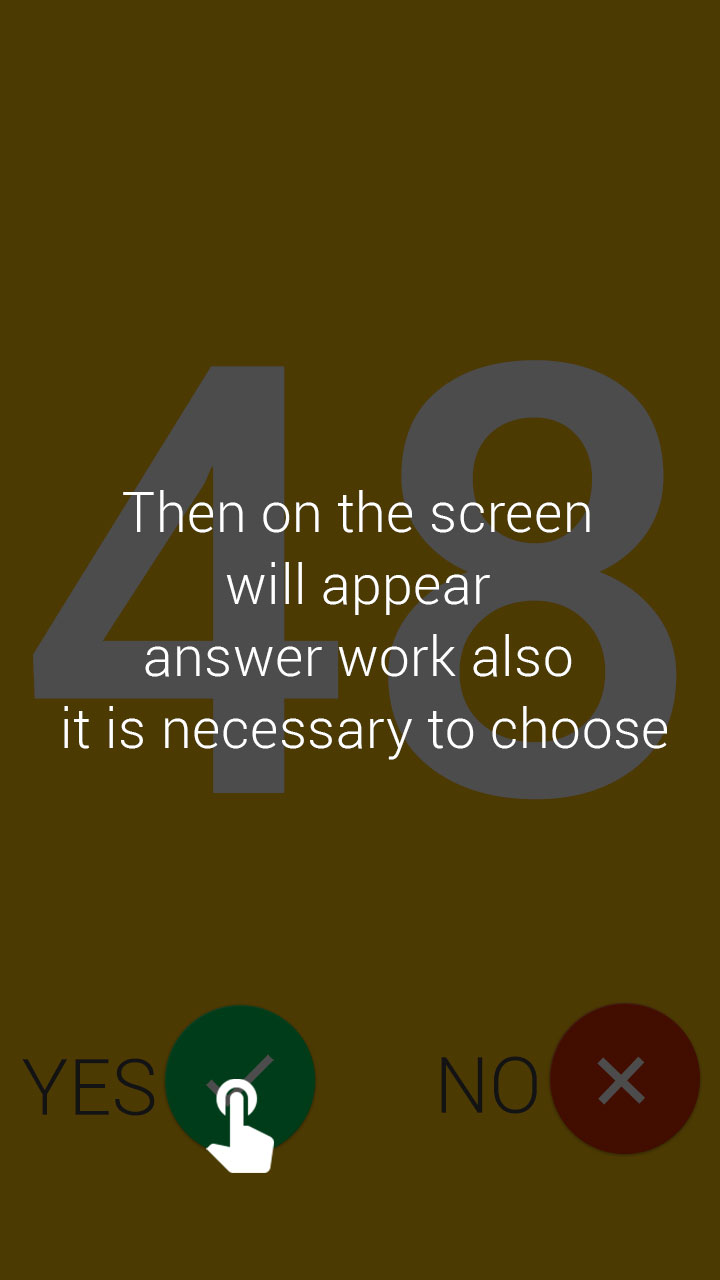 48
Then on the screen
will appear
answer work also
it is necessary to choose
YES
NO